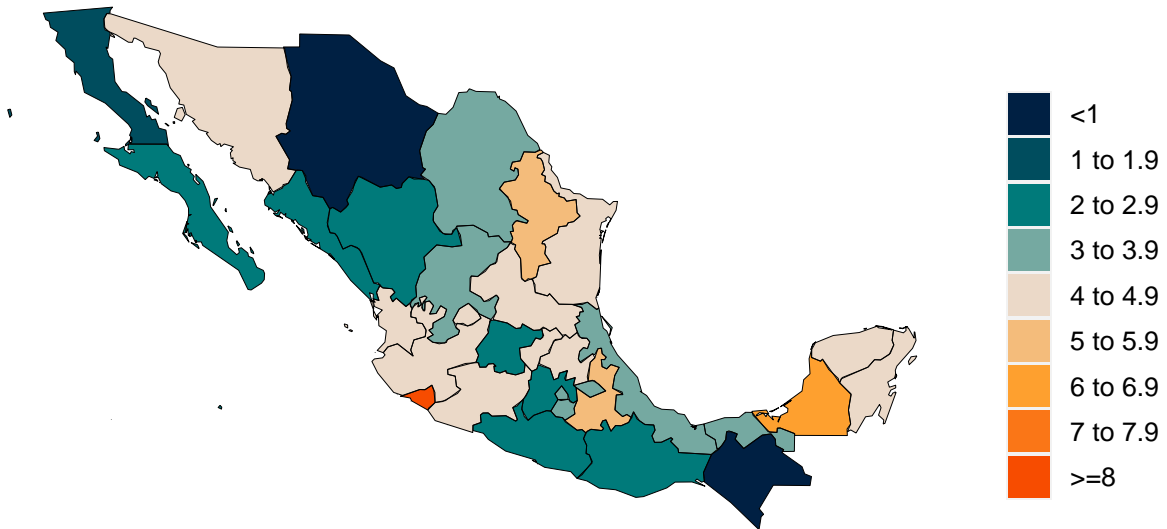 <1
1 to 1.9
2 to 2.9
3 to 3.9
4 to 4.9
5 to 5.9
6 to 6.9
7 to 7.9
>=8